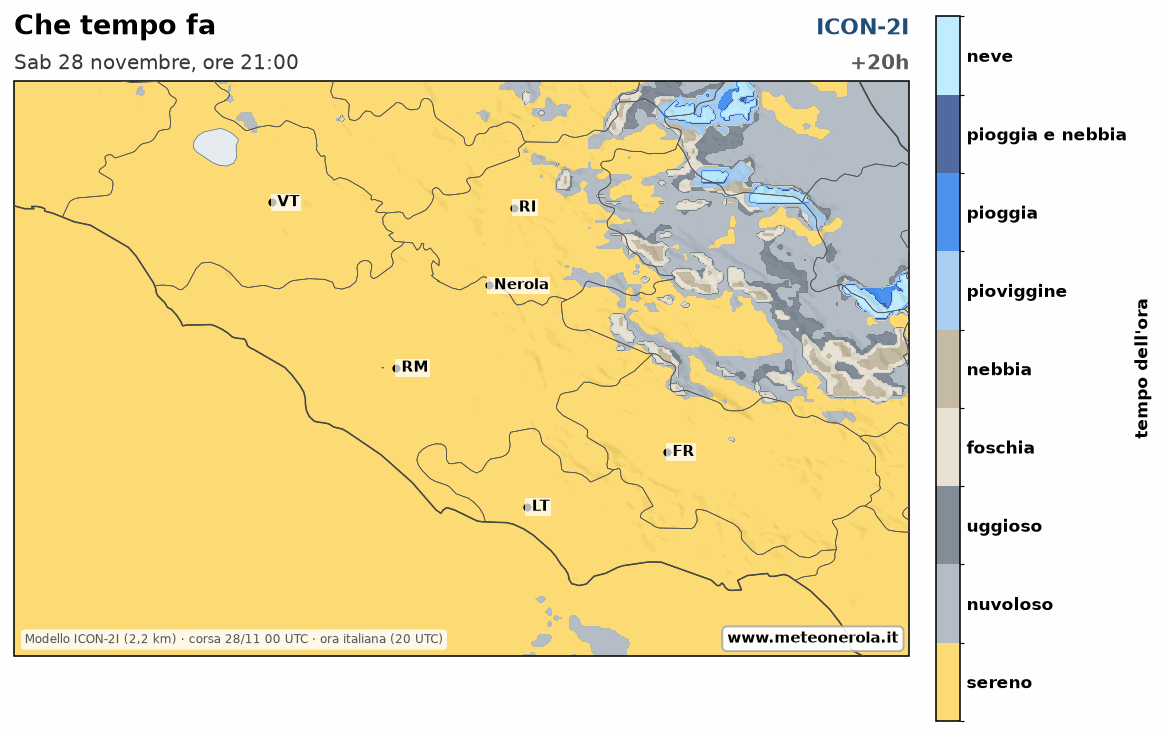 Che tempo fa
ICON-2I
Sab 28 novembre, ore 21:00
+20h
VT
RI
Nerola
RM
FR
LT
Modello ICON-2I (2,2 km) · corsa 28/11 00 UTC · ora italiana (20 UTC)
www.meteonerola.it
neve
pioggia e nebbia
pioggia
pioviggine
nebbia
foschia
uggioso
nuvoloso
sereno
tempo dell'ora